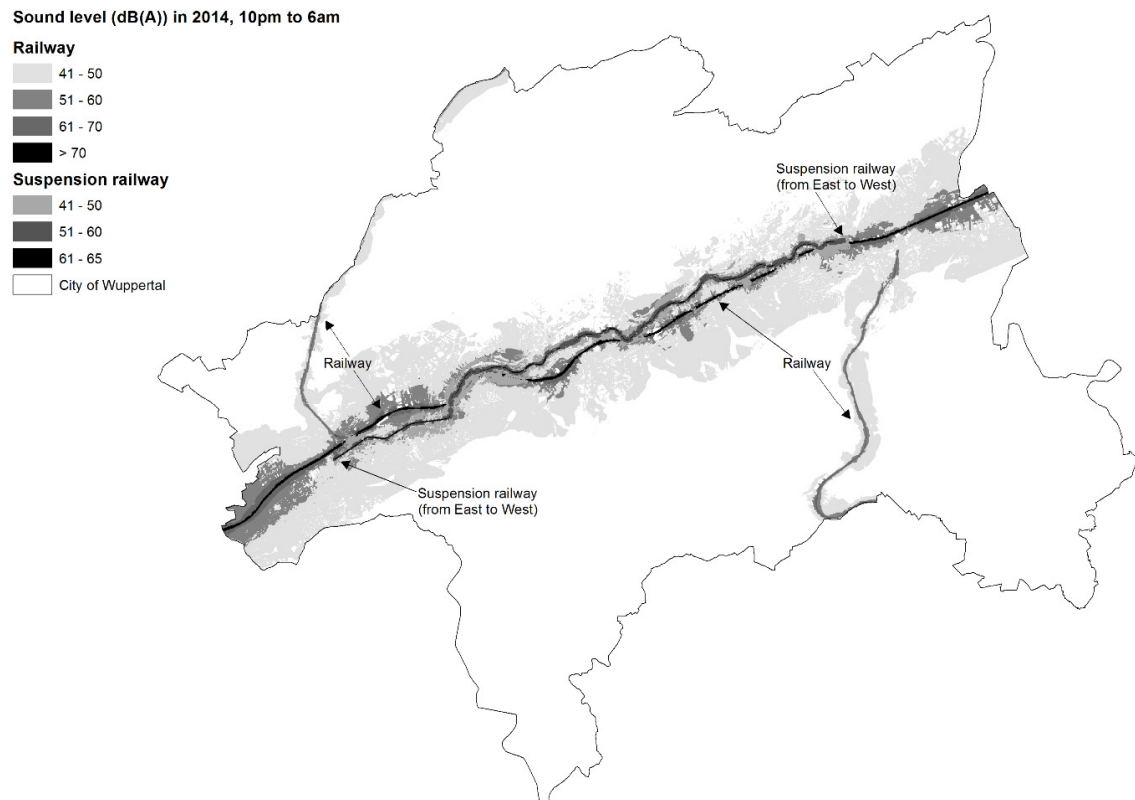 Sound level (dB(A)) in 2014, 10pm to 6am
Railway
41 - 50
51 - 60
61 - 70
> 70
Suspension railway
41 - 50
51 - 60
61 - 65
City of Wuppertal
Suspension railway
(from East to West)
Railway
Railway
Suspension railway
(from East to West)